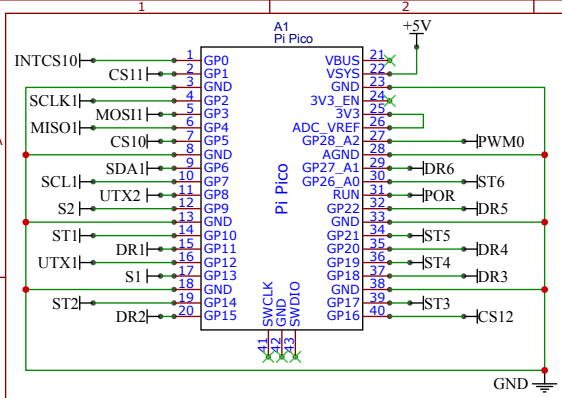 1 2
A1
Pi Pico
+5V
INTCS10 1 GP0 VBUS 21
CS11 2 GP1 VSYS 22
3 GND GND 23
SCLK1 4 GP2 3V3_EN 24
MOSI1 5 GP3 3V3 25
MISO1 6 GP4 ADC_VREF 26
CS10 7 GP5 GP28_A2 27 PWM0
8 GND AGND 28
SDA1 9 GP6 GP27_A1 29 DR6
SCL1 10 GP7 GP26_A0 30 ST6
UTX2 11 GP8 RUN 31 POR
S2 12 GP9 GP22 32 DR5
13 GND GND 33
ST1 14 GP10 GP21 34 ST5
DR1 15 GP11 GP20 35 DR4
UTX1 16 GP12 GP19 36 ST4
S1 17 GP13 GP18 37 DR3
18 GND GND 38
ST2 19 GP14 GP17 39 ST3
DR2 20 GP15 GP16 40 CS12
Pi Pico
SWCLK GND SWDIO
41 42 43
GND